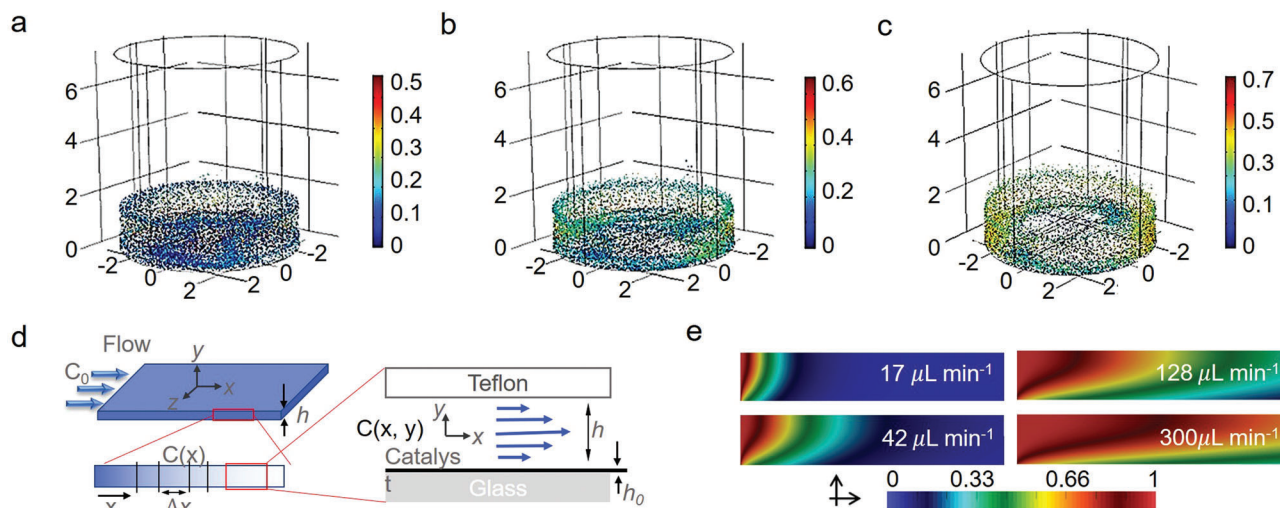 a
6
4
2
0
-2
0
2
2
0
-2
0.5
0.4
0.3
0.2
0.1
0
b
6
4
2
0
-2
0
2
2
0
-2
0.6
0.4
0.2
0
c
6
4
2
0
-2
0
2
2
0
-2
0.7
0.5
0.3
0.1
0
d
Flow
C₀
y
x
z
h
C(x)
x
Δx
Teflon
C(x, y)
y
x
h
Catalys
t
Glass
h₀
e
17 μL min⁻¹
128 μL min⁻¹
42 μL min⁻¹
300μL min⁻¹
0 0.33 0.66 1